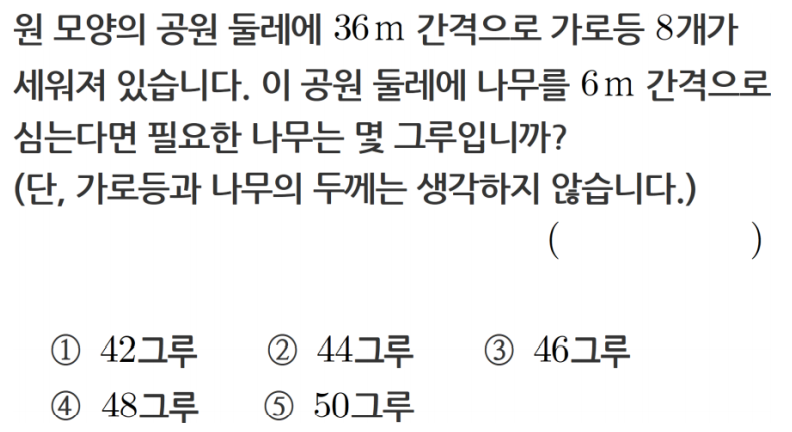 원 모양의 공원 둘레에 36 m 간격으로 가로등 8개가
세워져 있습니다. 이 공원 둘레에 나무를 6 m 간격으로
심는다면 필요한 나무는 몇 그루입니까?
(단, 가로등과 나무의 두께는 생각하지 않습니다.)
( )
① 42그루 ② 44그루 ③ 46그루
④ 48그루 ⑤ 50그루